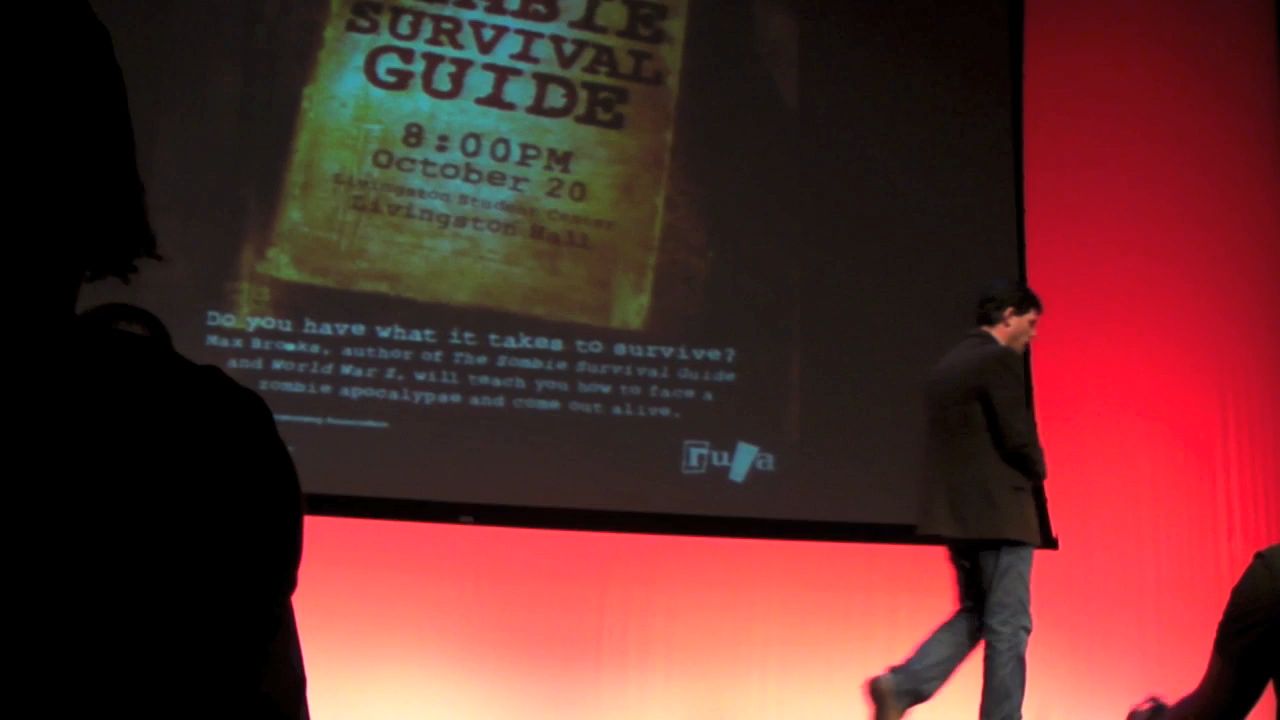 SURVIVAL
GUIDE
8:00PM
October 20
Livingston Student Center
Livingston Hall
Do you have what it takes to survive?
Max Brooks, author of The Zombie Survival Guide
and World War Z, will teach you how to face a
zombie apocalypse and come out alive.
Association
rupa